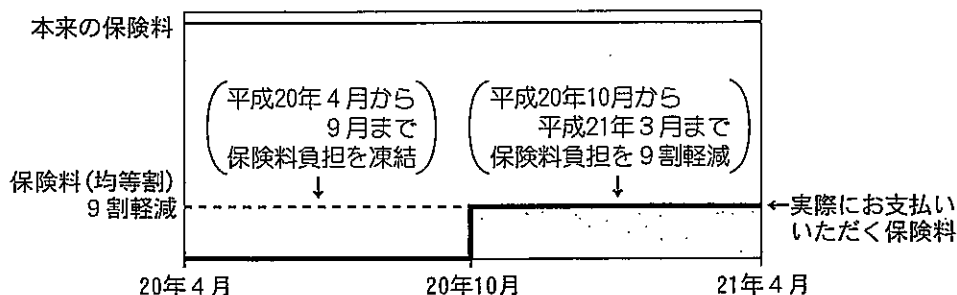 本来の保険料
平成20年4月から
9月まで
保険料負担を凍結
↓
平成20年10月から
平成21年3月まで
保険料負担を9割軽減
↓
保険料(均等割)
9割軽減
←実際にお支払い
いただく保険料
20年4月
20年10月
21年4月